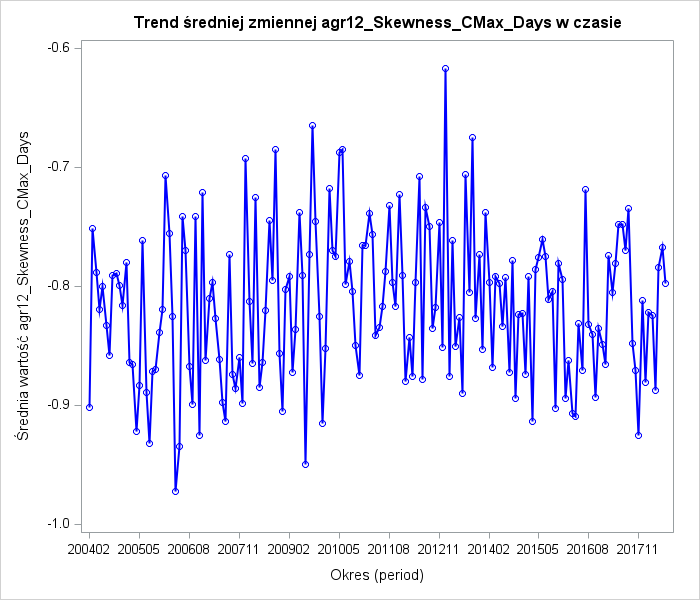 Trend średniej zmiennej agr12_Skewness_CMax_Days w czasie
Średnia wartość agr12_Skewness_CMax_Days
-0.6
-0.7
-0.8
-0.9
-1.0
200402 200505 200608 200711 200902 201005 201108 201211 201402 201505 201608 201711
Okres (period)